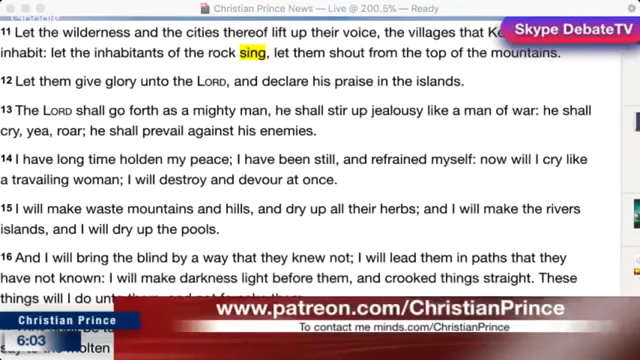 Christian Prince News — Live @ 200.5% — Ready
Google
Skype DebateTV
11 Let the wilderness and the cities thereof lift up their voice, the villages that Ke
inhabit: let the inhabitants of the rock sing, let them shout from the top of the mountains.
12 Let them give glory unto the LORD, and declare his praise in the islands.
13 The LORD shall go forth as a mighty man, he shall stir up jealousy like a man of war: he shall
cry, yea, roar; he shall prevail against his enemies.
14 I have long time holden my peace; I have been still, and refrained myself: now will I cry like
a travailing woman; I will destroy and devour at once.
15 I will make waste mountains and hills, and dry up all their herbs; and I will make the rivers
islands, and I will dry up the pools.
16 And I will bring the blind by a way that they knew not; I will lead them in paths that they
have not known: I will make darkness light before them, and crooked things straight. These
things will I do unto them, and not forsake them.
www.patreon.com/ChristianPrince
Christian Prince
To contact me minds.com/ChristianPrince
6:03
molten